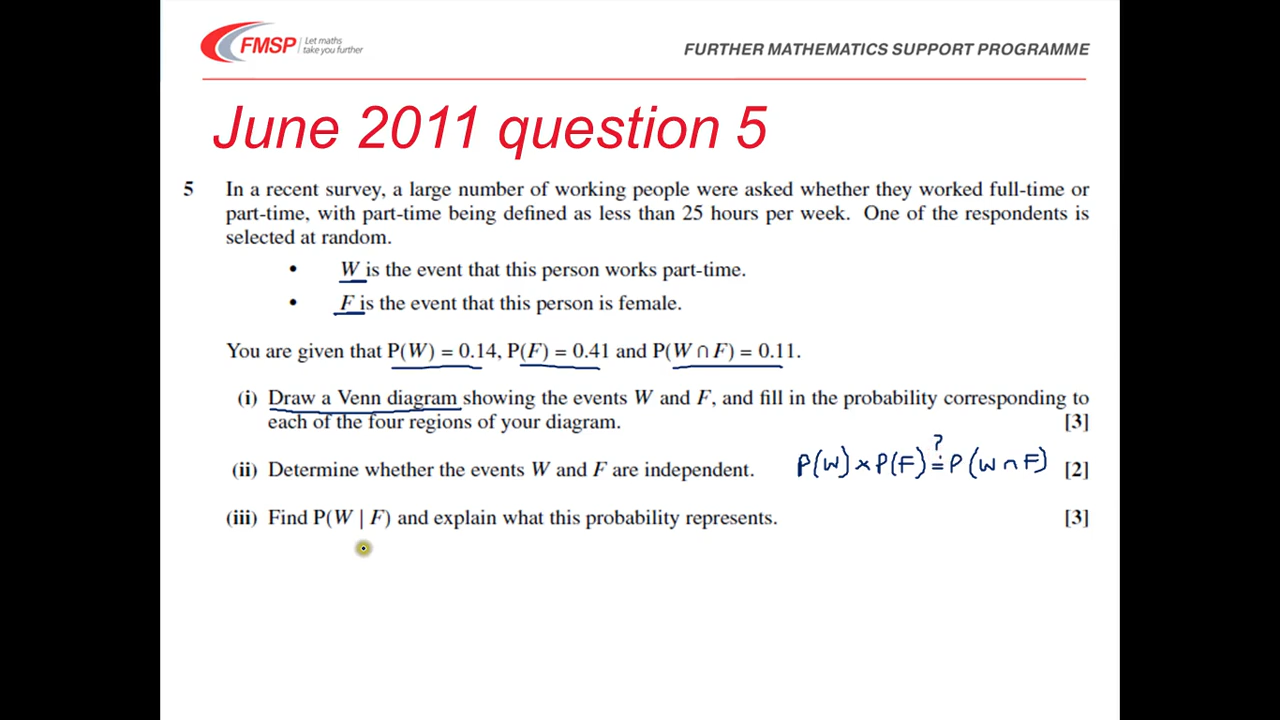 FMSP
Let maths
take you further
FURTHER MATHEMATICS SUPPORT PROGRAMME
June 2011 question 5
5 In a recent survey, a large number of working people were asked whether they worked full-time or
part-time, with part-time being defined as less than 25 hours per week. One of the respondents is
selected at random.
• W is the event that this person works part-time.
• F is the event that this person is female.
You are given that P(W) = 0.14, P(F) = 0.41 and P(W ∩ F) = 0.11.
(i) Draw a Venn diagram showing the events W and F, and fill in the probability corresponding to
each of the four regions of your diagram. [3]
(ii) Determine whether the events W and F are independent. P(W) × P(F) ≟ P(W ∩ F) [2]
(iii) Find P(W | F) and explain what this probability represents. [3]